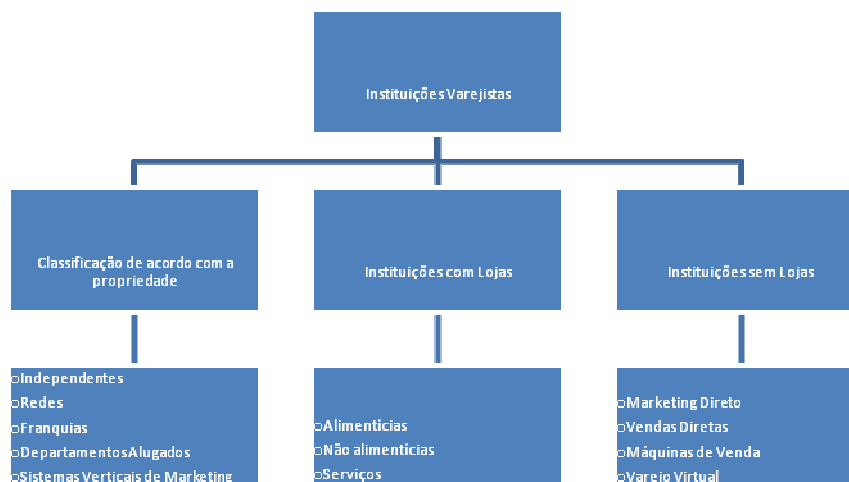 Instituições Varejistas
Classificação de acordo com a
propriedade
Instituições com Lojas
Instituições sem Lojas
Independentes
Redes
Franquias
Departamentos Alugados
Sistemas Verticais de Marketing
Alimentícias
Não alimentícias
Serviços
Marketing Direto
Vendas Diretas
Máquinas de Venda
Varejo Virtual